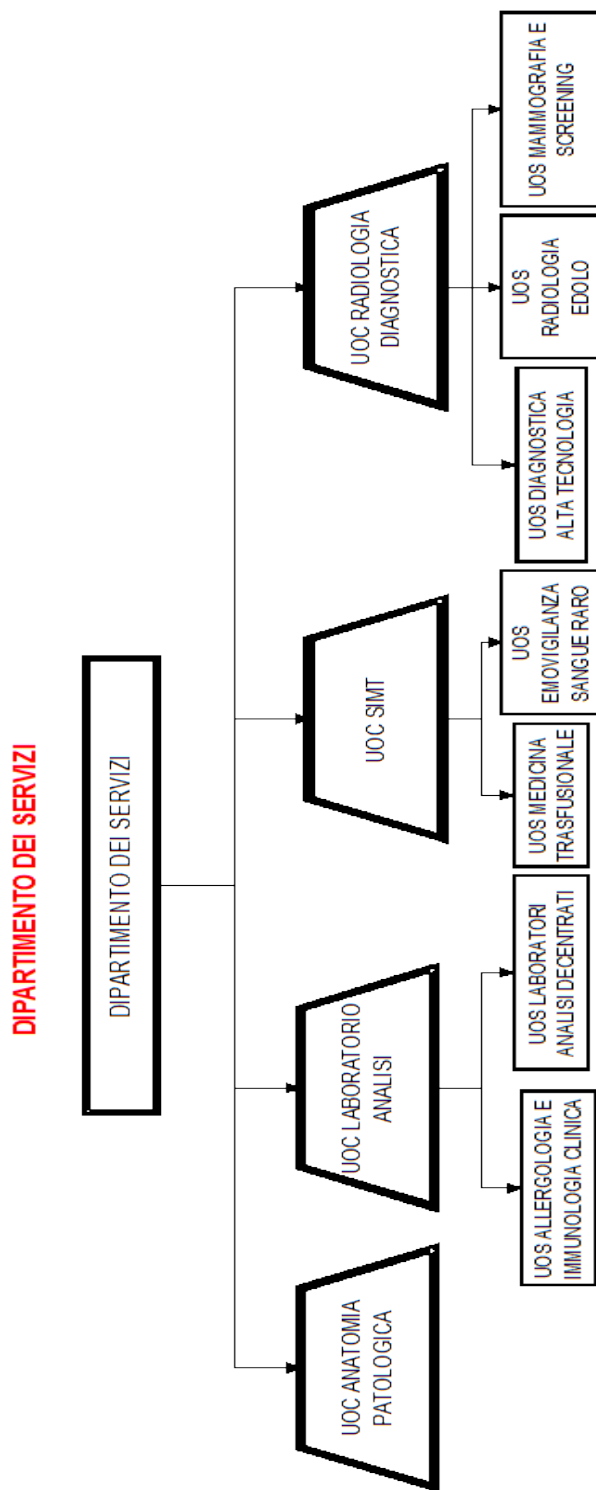 DIPARTIMENTO DEI SERVIZI
DIPARTIMENTO DEI SERVIZI
UOC ANATOMIA
PATOLOGICA
UOC LABORATORIO
ANALISI
UOC SIMT
UOC RADIOLOGIA
DIAGNOSTICA
UOS ALLERGOLOGIA E
IMMUNOLOGIA CLINICA
UOS LABORATORI
ANALISI DECENTRATI
UOS MEDICINA
TRASFUSIONALE
UOS
EMOVIGILANZA
SANGUE RARO
UOS DIAGNOSTICA
ALTA TECNOLOGIA
UOS
RADIOLOGIA
EDOLO
UOS MAMMOGRAFIA E
SCREENING